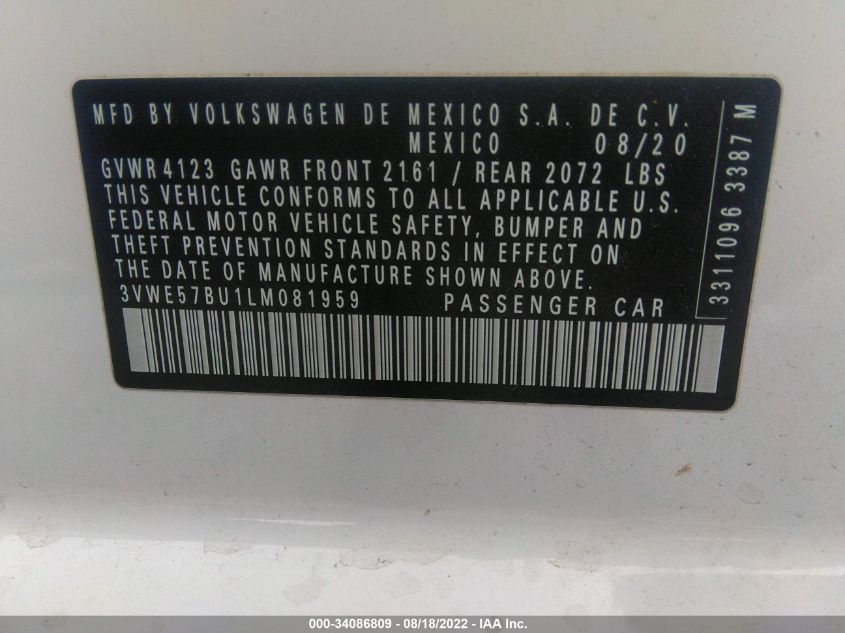 MFD BY VOLKSWAGEN DE MEXICO S.A. DE C.V.
MEXICO 08/20
GVWR 4123 GAWR FRONT 2161 / REAR 2072 LBS
THIS VEHICLE CONFORMS TO ALL APPLICABLE U.S.
FEDERAL MOTOR VEHICLE SAFETY, BUMPER AND
THEFT PREVENTION STANDARDS IN EFFECT ON
THE DATE OF MANUFACTURE SHOWN ABOVE.
3VWE57BU1LM081959 PASSENGER CAR
3311096 3387 M
000-34086809 - 08/18/2022 - IAA Inc.